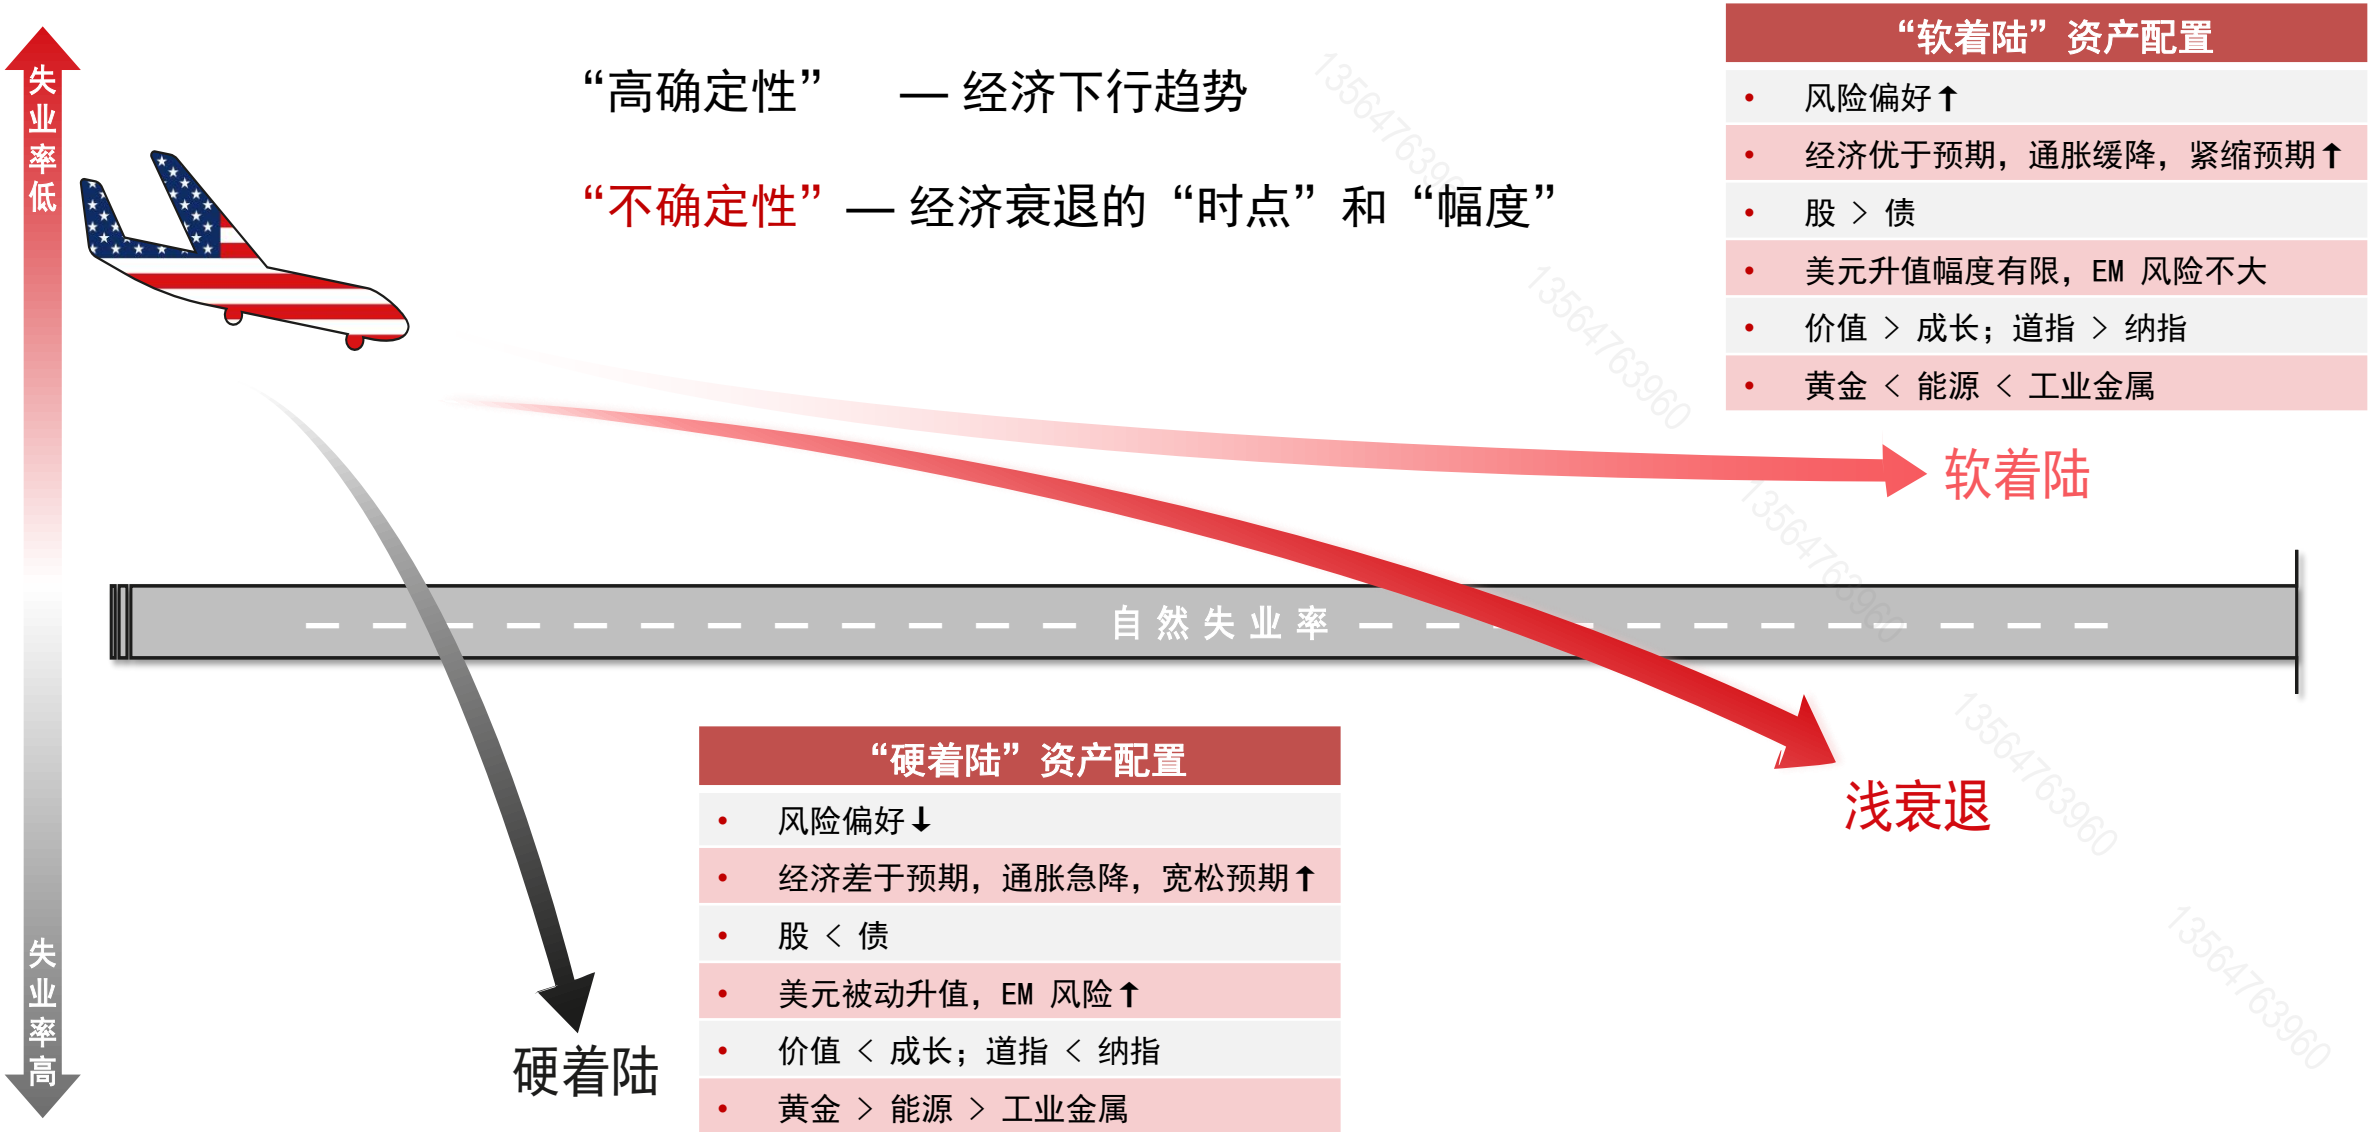 失业率低
“高确定性” — 经济下行趋势
“不确定性” — 经济衰退的“时点”和“幅度”
“软着陆”资产配置
• 风险偏好↑
• 经济优于预期，通胀缓降，紧缩预期↑
• 股 > 债
• 美元升值幅度有限，EM 风险不大
• 价值 > 成长；道指 > 纳指
• 黄金 < 能源 < 工业金属
软着陆
自然失业率
浅衰退
“硬着陆”资产配置
• 风险偏好↓
• 经济差于预期，通胀急降，宽松预期↑
• 股 < 债
• 美元被动升值，EM 风险↑
• 价值 < 成长；道指 < 纳指
• 黄金 > 能源 > 工业金属
硬着陆
失业率高
13564763960
13564763960
13564763960
13564763960
13564763960